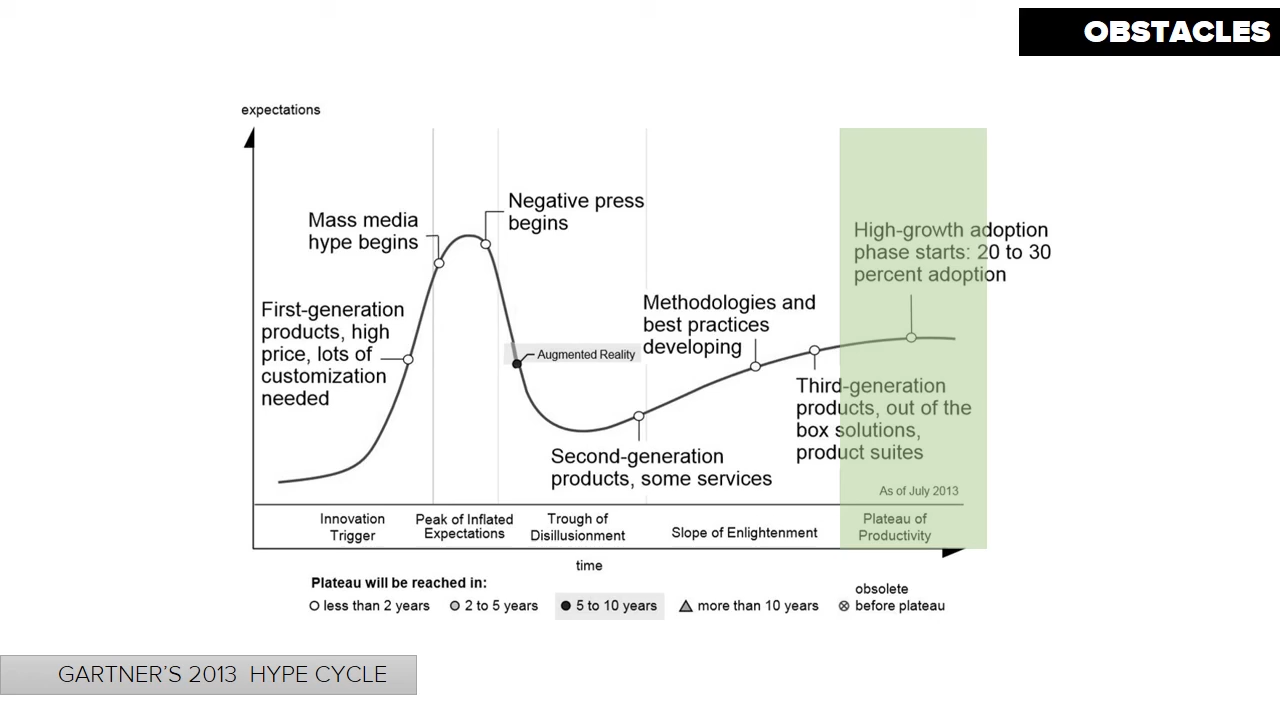 OBSTACLES
expectations
Negative press
begins
Mass media
hype begins
High-growth adoption
phase starts: 20 to 30
percent adoption
First-generation
products, high
price, lots of
customization
needed
Methodologies and
best practices
developing
Augmented Reality
Third-generation
products, out of the
box solutions,
product suites
Second-generation
products, some services
As of July 2013
Innovation
Trigger
Peak of Inflated
Expectations
Trough of
Disillusionment
Slope of Enlightenment
Plateau of
Productivity
time
Plateau will be reached in:
less than 2 years
2 to 5 years
5 to 10 years
more than 10 years
obsolete
before plateau
GARTNER'S 2013 HYPE CYCLE